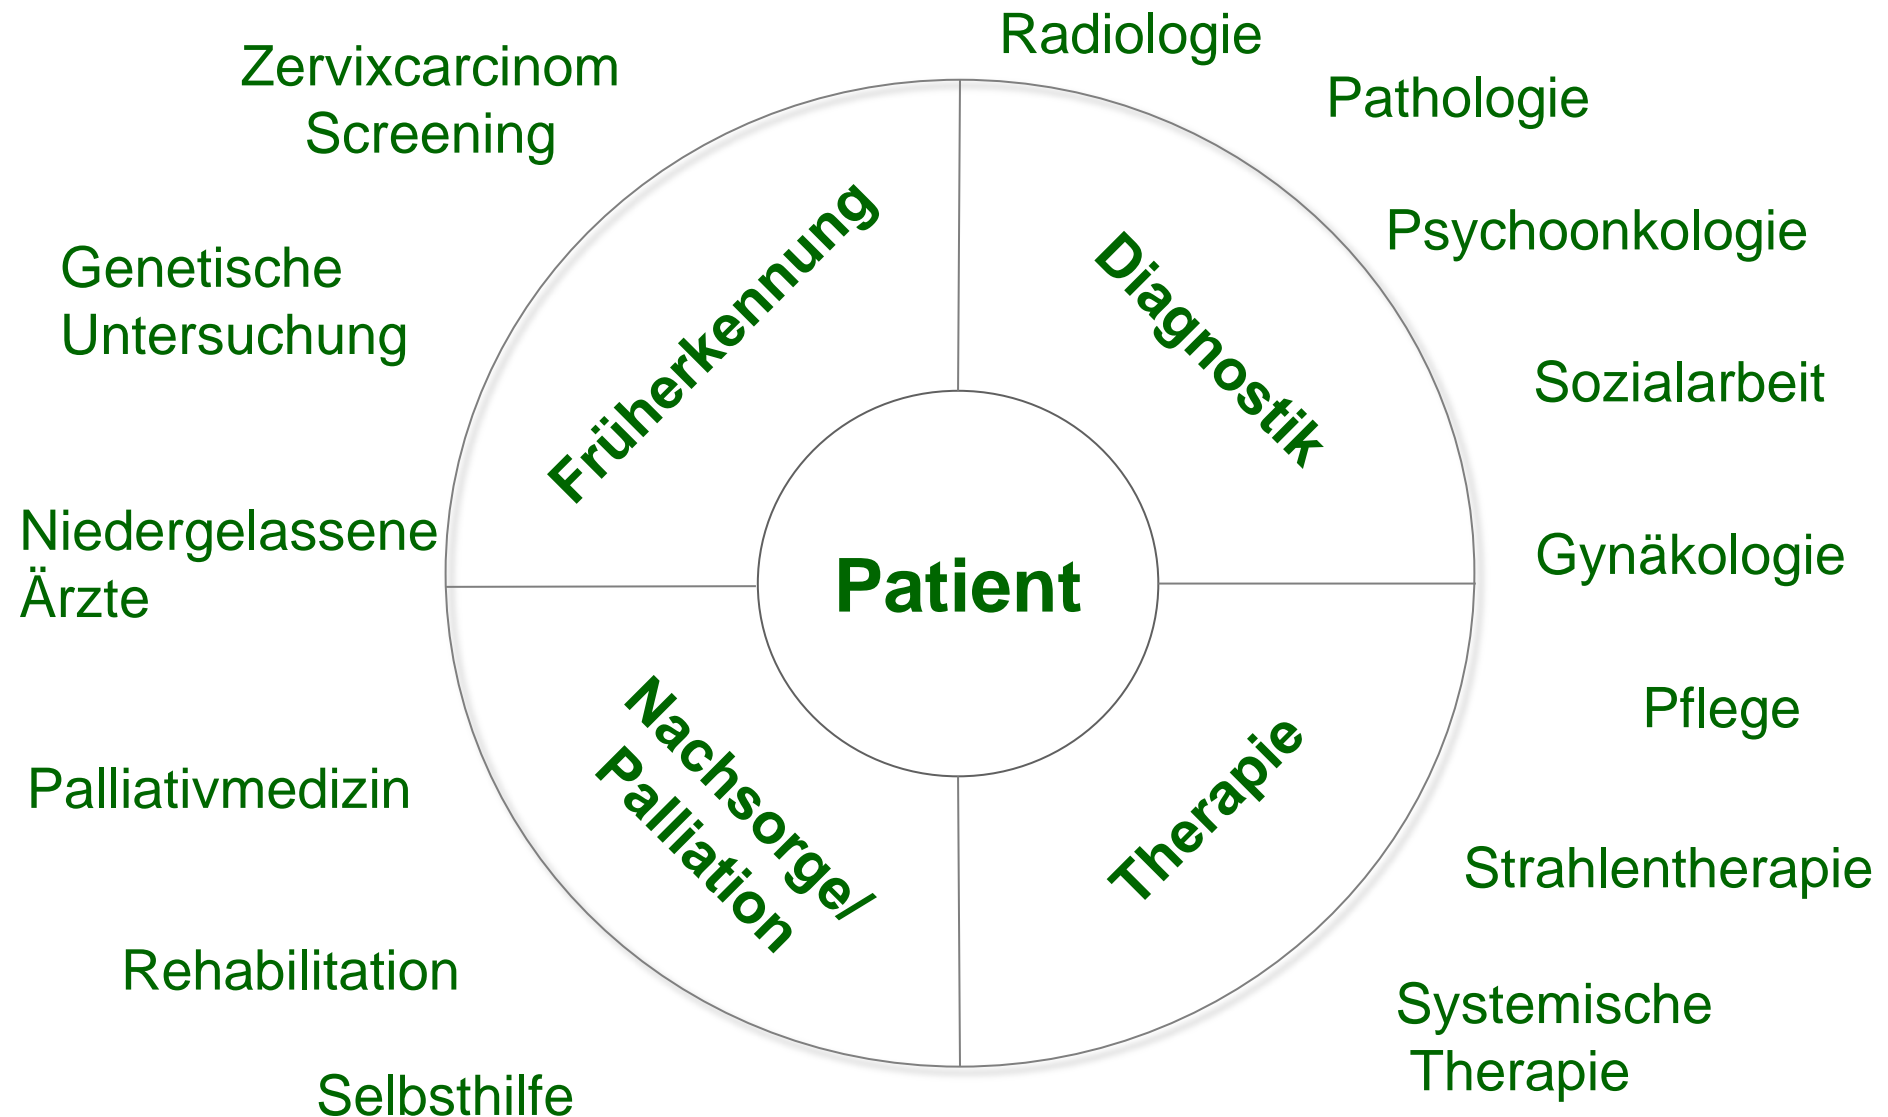 Radiologie
Zervixcarcinom
Screening
Pathologie
Psychoonkologie
Genetische
Untersuchung
Früherkennung
Diagnostik
Sozialarbeit
Niedergelassene
Ärzte
Patient
Gynäkologie
Pflege
Nachsorge/
Palliation
Therapie
Palliativmedizin
Strahlentherapie
Rehabilitation
Systemische
Therapie
Selbsthilfe